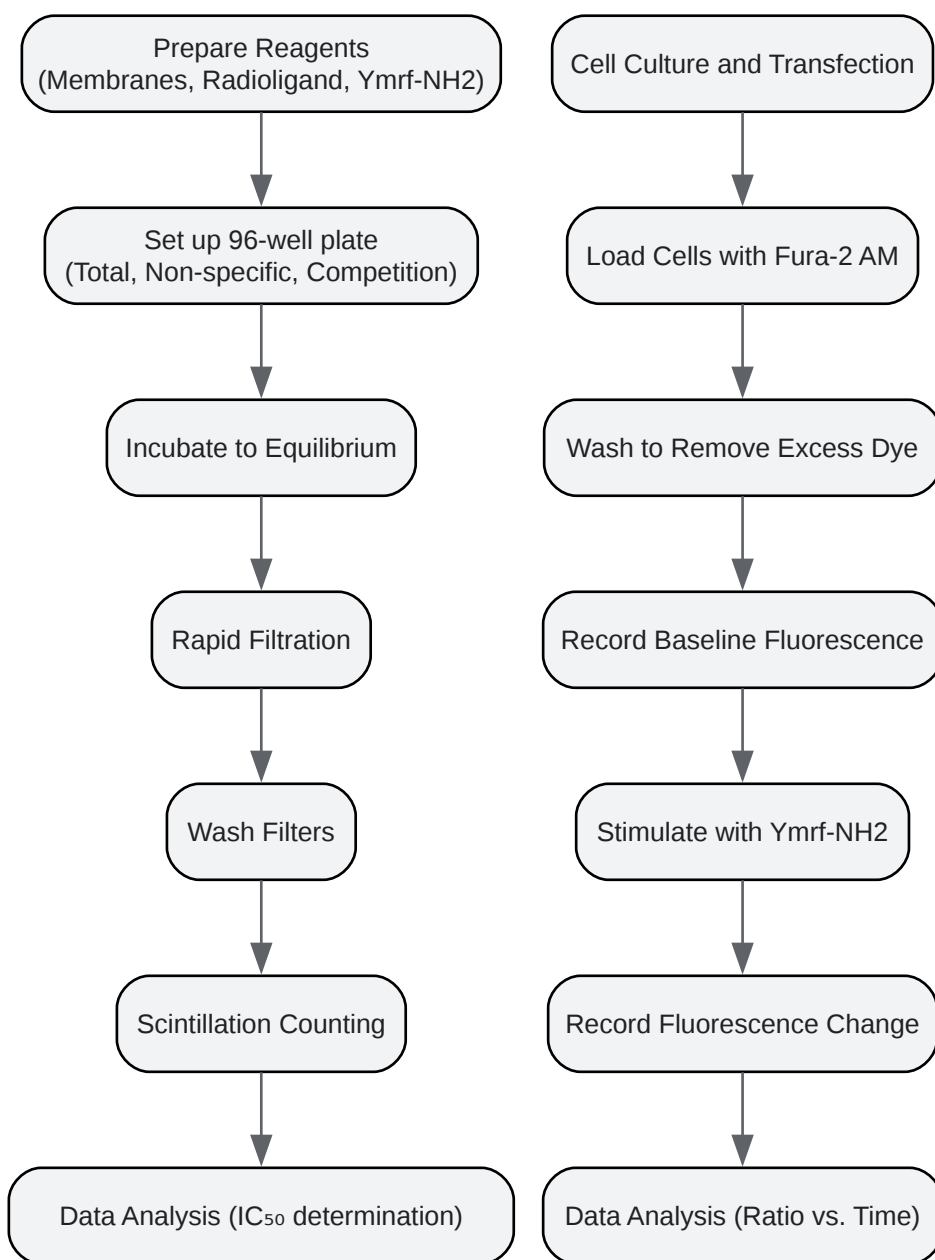 Prepare Reagents
(Membranes, Radioligand, Ymrf-NH2)
Set up 96-well plate
(Total, Non-specific, Competition)
Incubate to Equilibrium
Rapid Filtration
Wash Filters
Scintillation Counting
Data Analysis (IC₅₀ determination)
Cell Culture and Transfection
Load Cells with Fura-2 AM
Wash to Remove Excess Dye
Record Baseline Fluorescence
Stimulate with Ymrf-NH2
Record Fluorescence Change
Data Analysis (Ratio vs. Time)